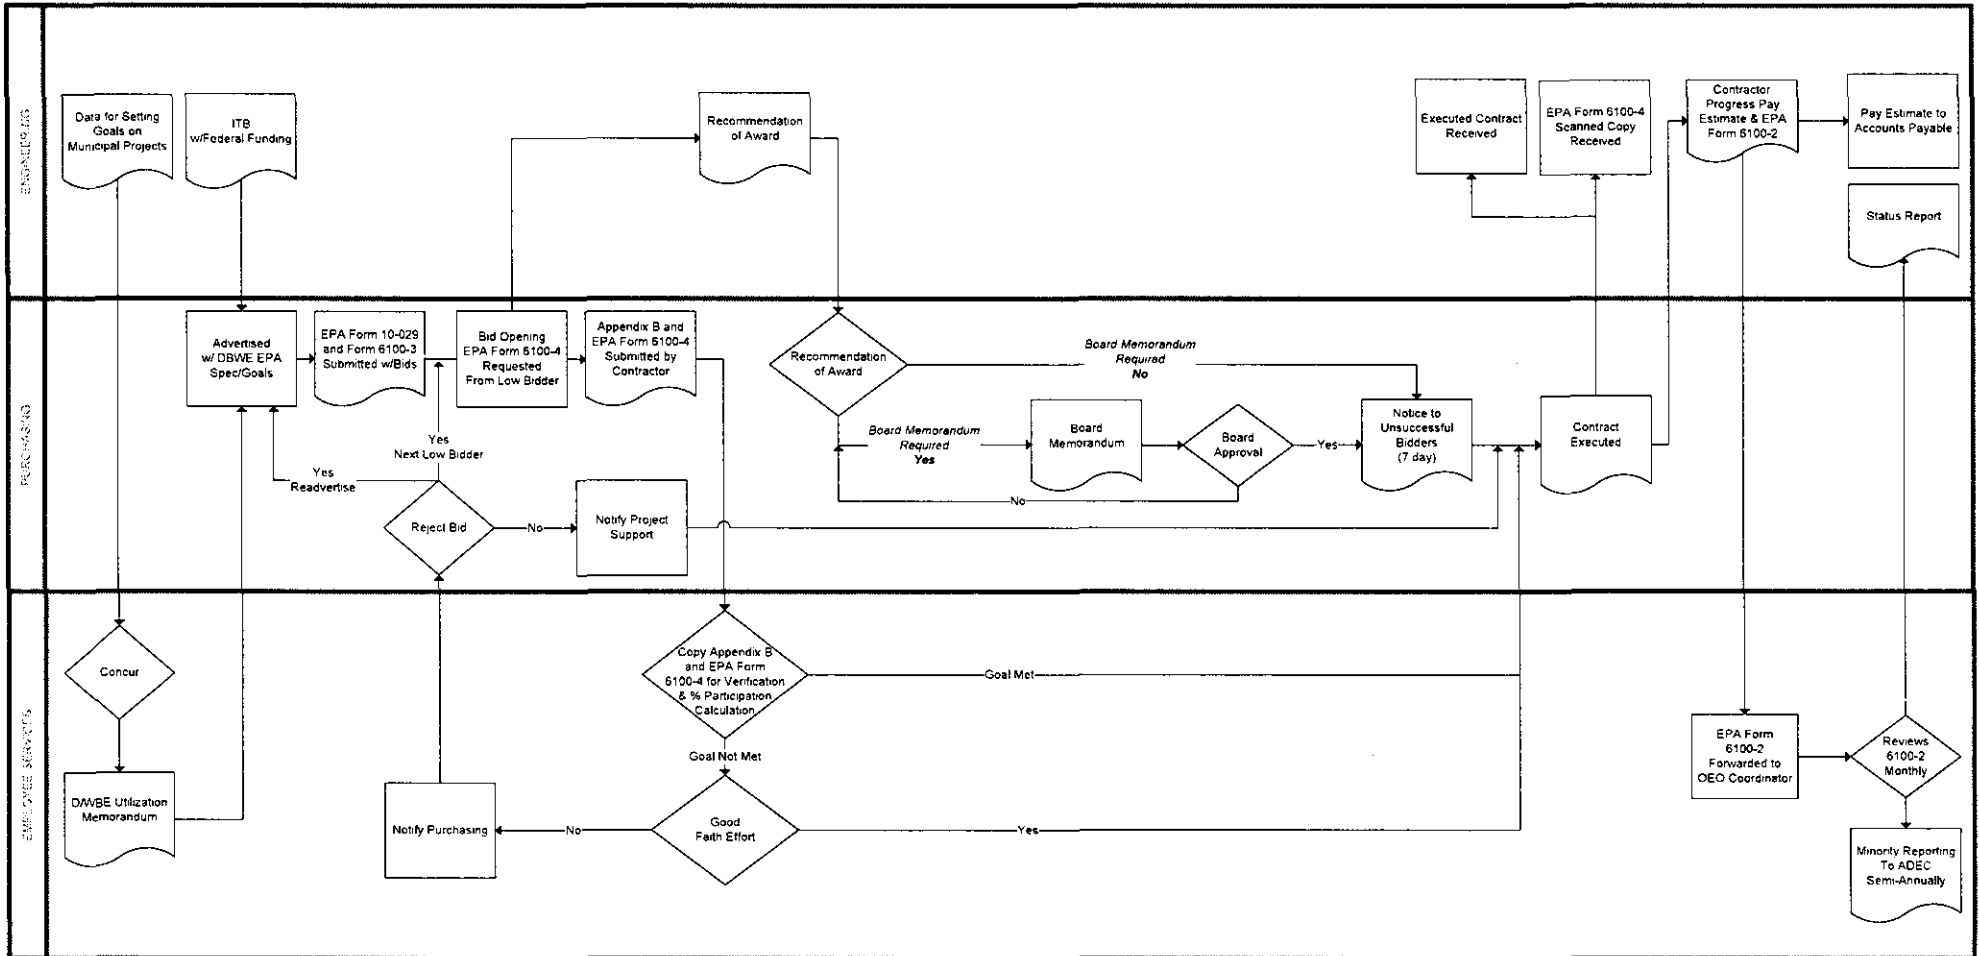 ENGINEERING
Data for Setting
Goals on
Municipal Projects
ITB
w/Federal Funding
Recommendation
of Award
Executed Contract
Received
EPA Form 6100-4
Scanned Copy
Received
Contractor
Progress Pay
Estimate & EPA
Form 6100-2
Pay Estimate to
Accounts Payable
Status Report
PURCHASING
Advertised
w/ DBWE EPA
Spec/Goals
EPA Form 10-029
and Form 6100-3
Submitted w/Bids
Bid Opening
EPA Form 6100-4
Requested
From Low Bidder
Appendix B and
EPA Form 6100-4
Submitted by
Contractor
Recommendation
of Award
Board Memorandum
Required
No
Board Memorandum
Required
Yes
Board
Memorandum
Board
Approval
Yes
No
Notice to
Unsuccessful
Bidders
(7 day)
Contract
Executed
Yes
Next Low Bidder
Yes
Readvertise
Reject Bid
No
Notify Project
Support
EMPLOYEE SERVICES
Concur
D/WBE Utilization
Memorandum
Copy Appendix B
and EPA Form
6100-4 for Verification
& % Participation
Calculation
Goal Met
Goal Not Met
Notify Purchasing
No
Good
Faith Effort
Yes
EPA Form
6100-2
Forwarded to
OEO Coordinator
Reviews
6100-2
Monthly
Minority Reporting
To ADEC
Semi-Annually